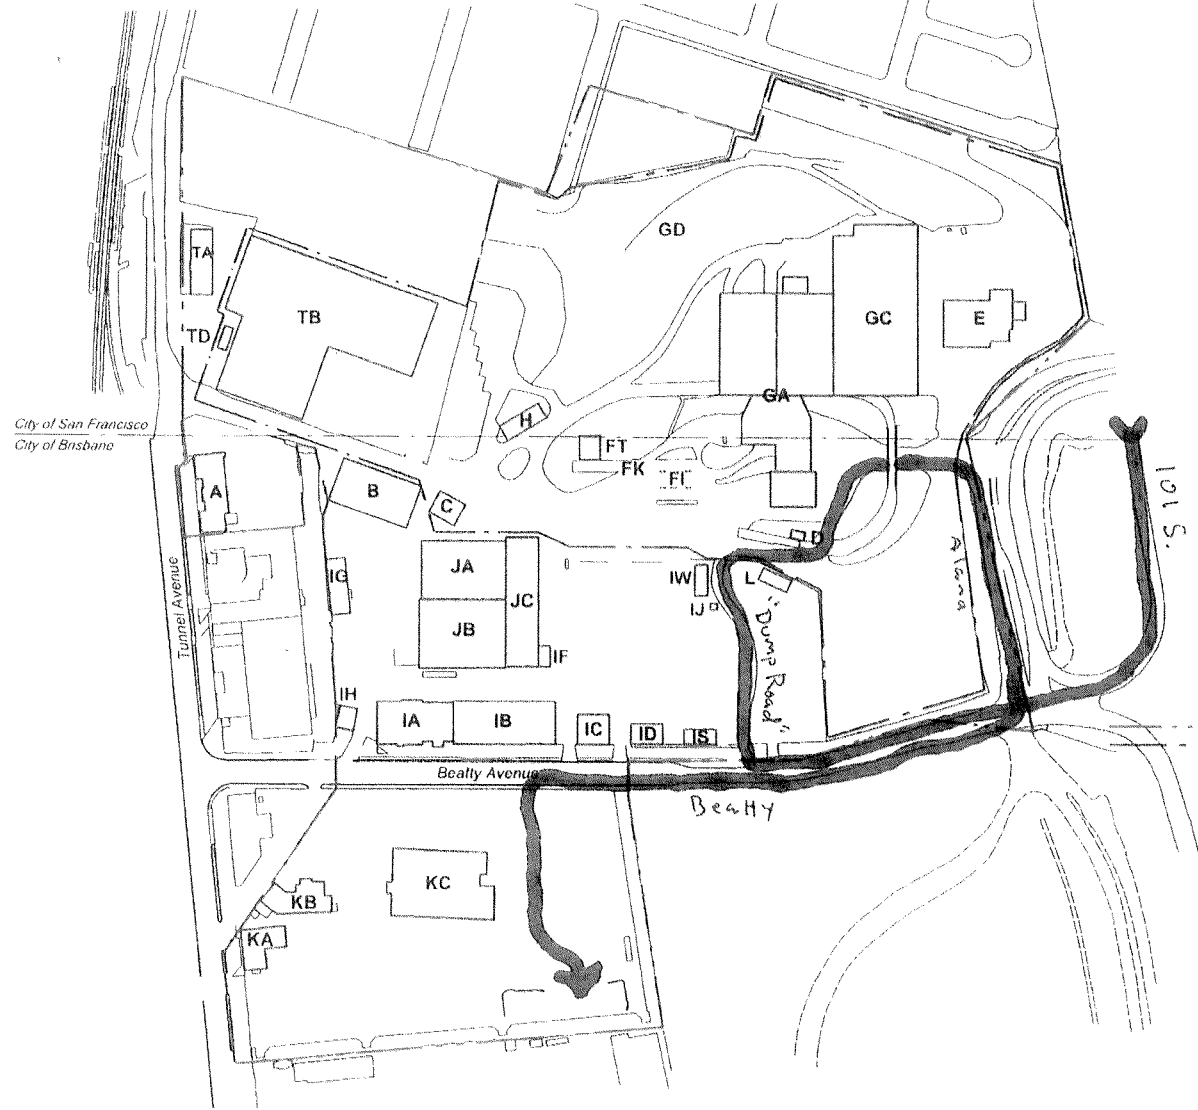 GD
TA
TB
GC
E
TD
GA
H
City of San Francisco
City of Brisbane
FT
FK
FI
101 S.
A
B
C
D
Alana
JA
IG
IW
L
JC
IJ
"Dump Road"
JB
Tunnel Avenue
IF
IH
IA
IB
IC
ID
IS
Beatty Avenue
Beatty
KC
KB
KA